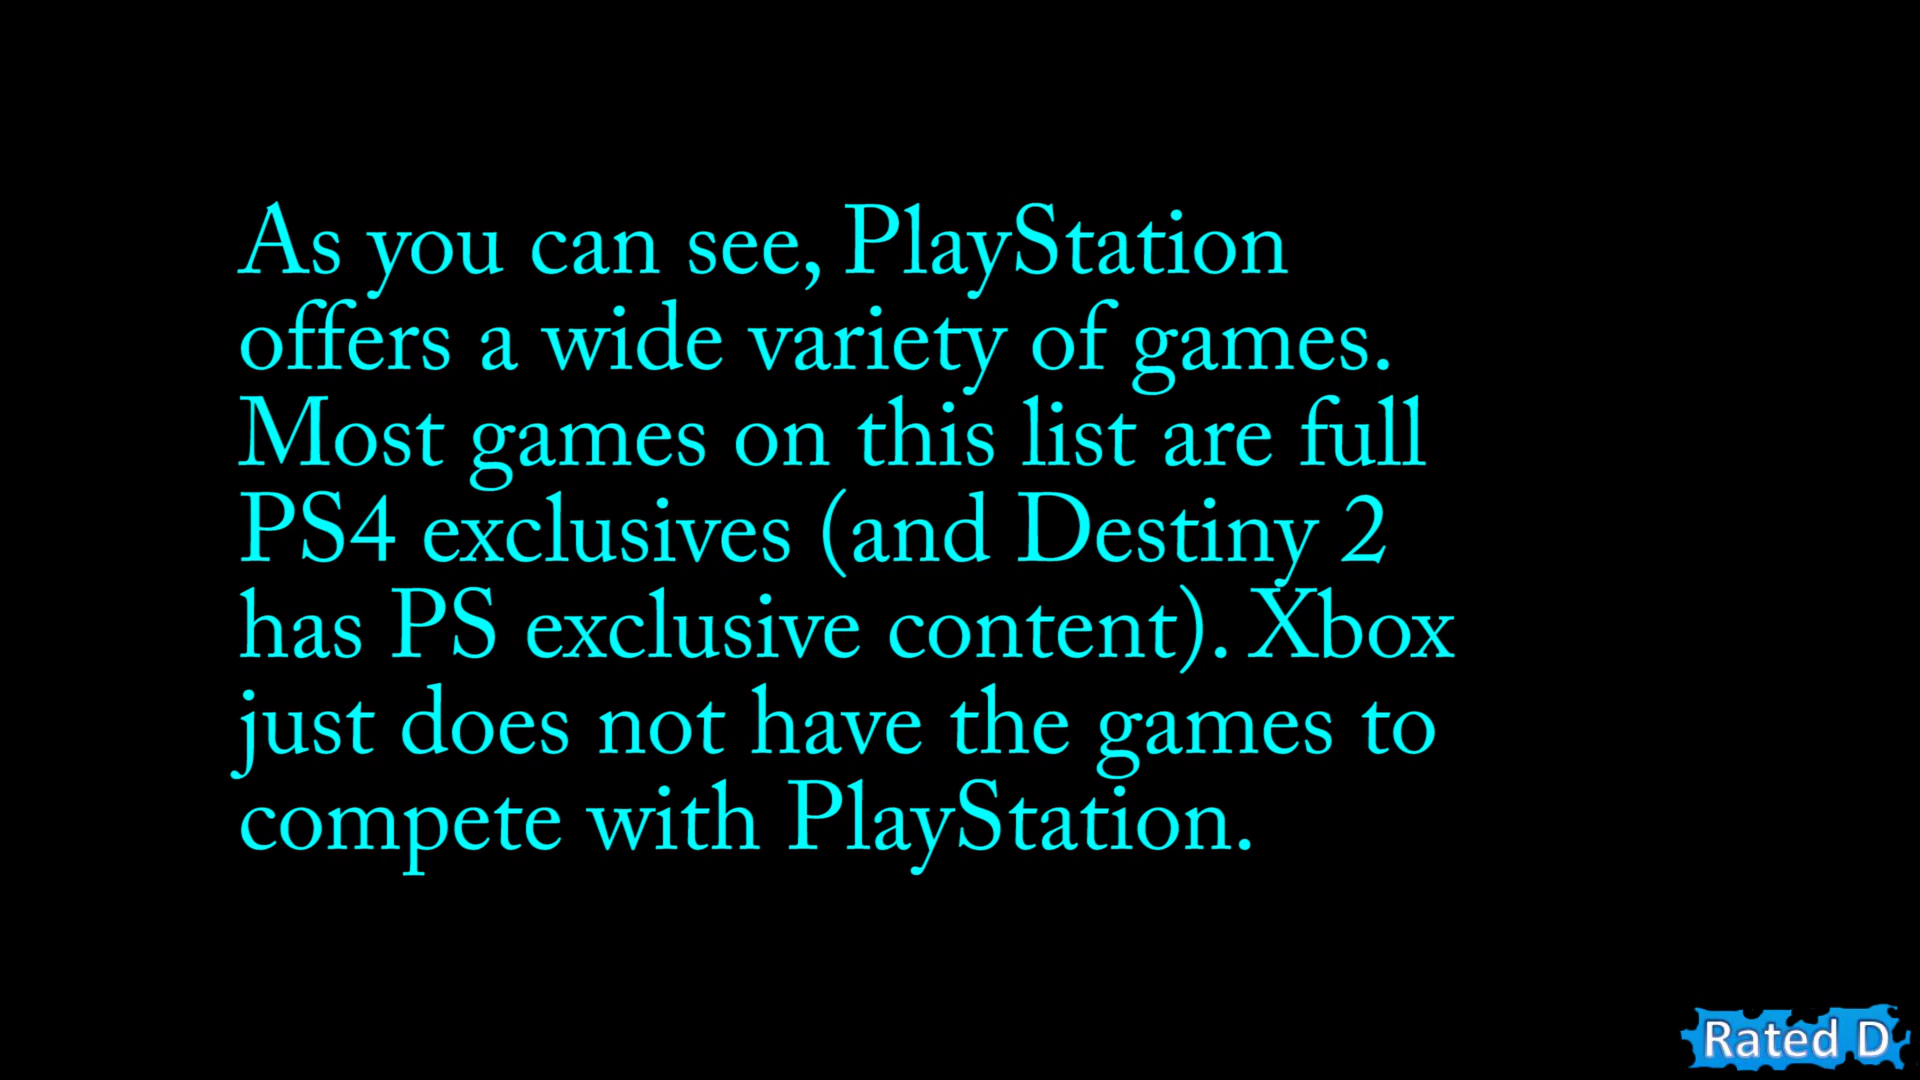 As you can see, PlayStation
offers a wide variety of games.
Most games on this list are full
PS4 exclusives (and Destiny 2
has PS exclusive content). Xbox
just does not have the games to
compete with PlayStation.
Rated D